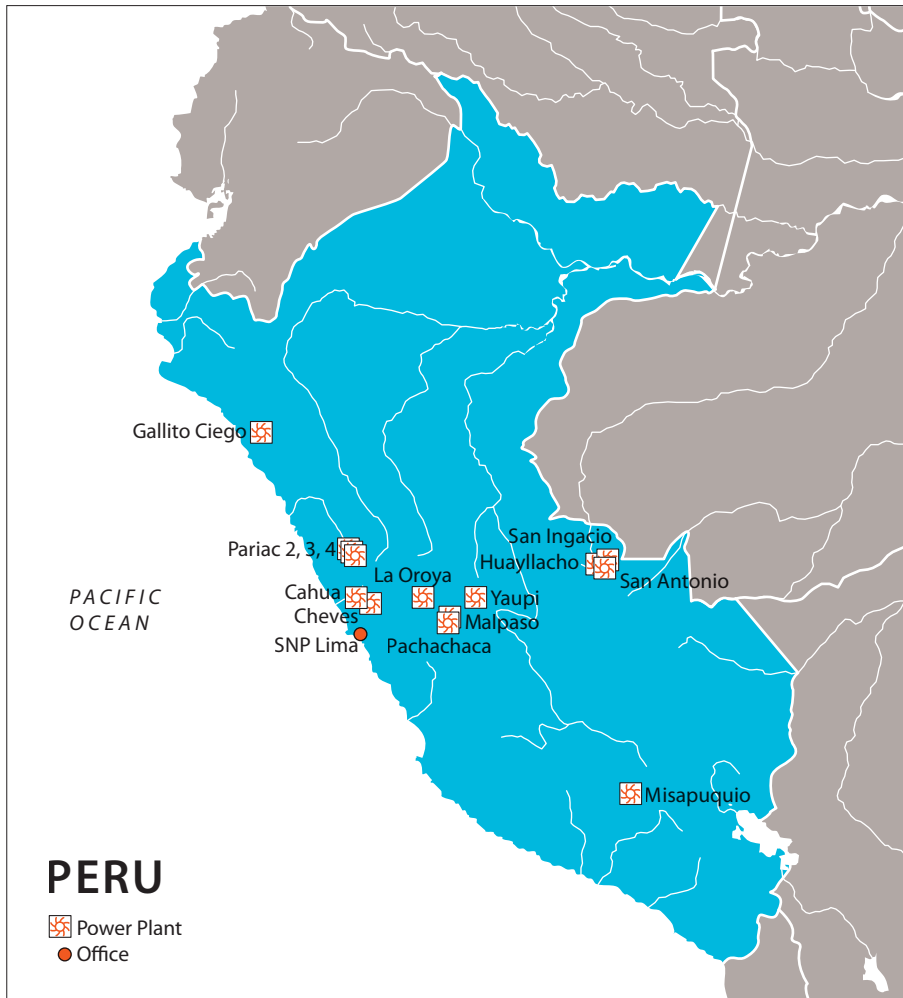 Gallito Ciego
San Ingacio
Pariac 2, 3, 4
Huayllacho
La Oroya
San Antonio
Cahua
Yaupi
PACIFIC
OCEAN
Cheves
Malpaso
SNP Lima
Pachachaca
Misapuquio
PERU
Power Plant
Office